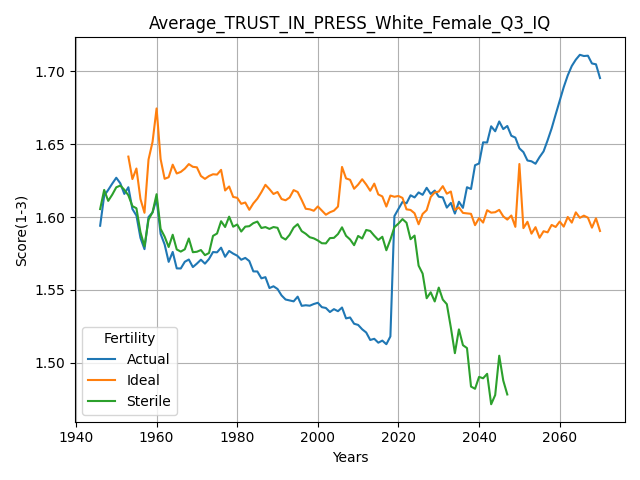 Average_TRUST_IN_PRESS_White_Female_Q3_IQ
Score(1-3)
1.70
1.65
1.60
1.55
1.50
Fertility
Actual
Ideal
Sterile
1940 1960 1980 2000 2020 2040 2060
Years